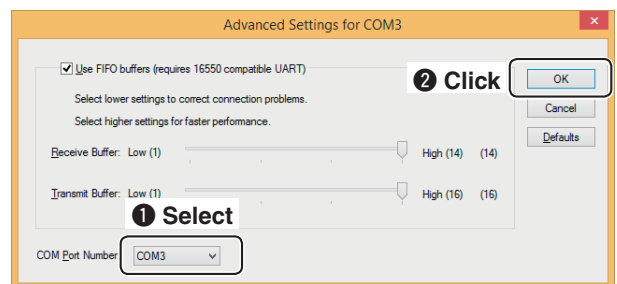 Advanced Settings for COM3
Use FIFO buffers (requires 16550 compatible UART)
❷ Click
OK
Select lower settings to correct connection problems.
Cancel
Select higher settings for faster performance.
Defaults
Receive Buffer: Low (1) High (14) (14)
Transmit Buffer: Low (1) High (16) (16)
❶ Select
COM Port Number COM3